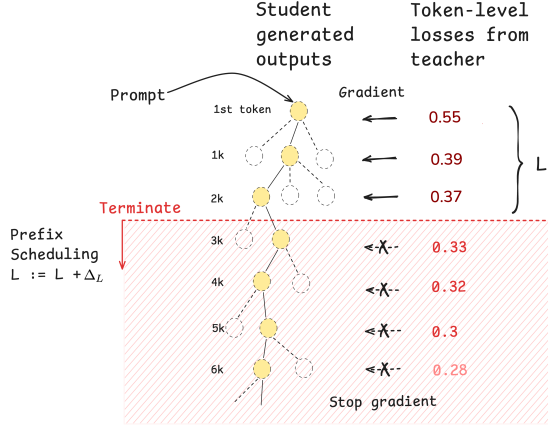 Student
generated
outputs
Token-level
losses from
teacher
Prompt
Gradient
1st token
0.55
1k
0.39
L
2k
0.37
Terminate
Prefix
Scheduling
L := L + Δ_L
3k
0.33
4k
0.32
5k
0.3
6k
0.28
Stop gradient